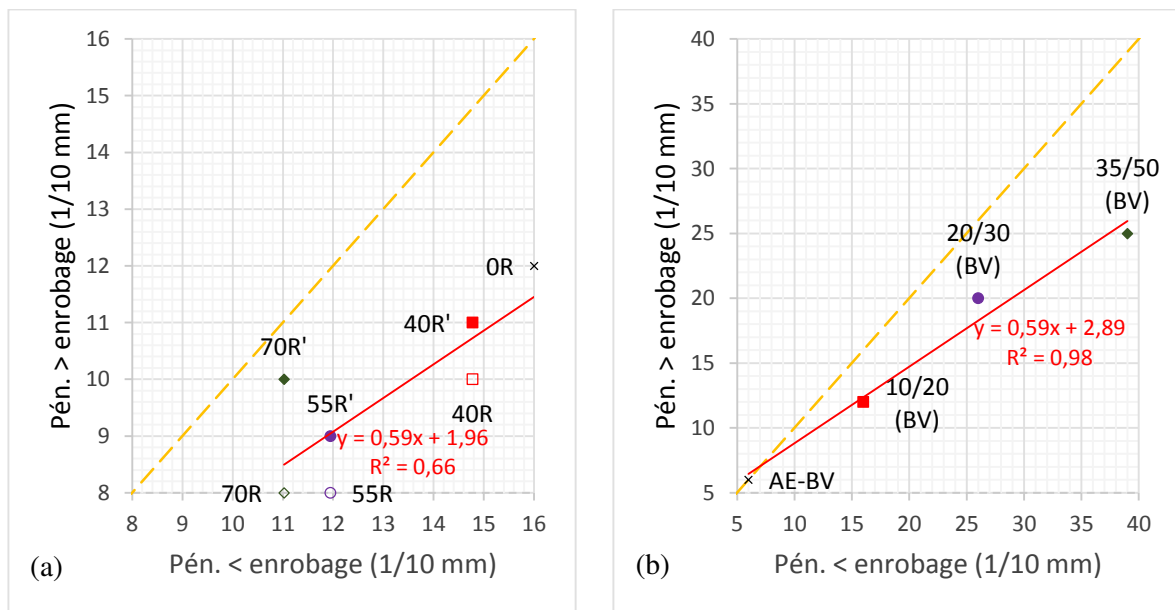 16
15
14
13
12
11
10
9
8
Pén. > enrobage (1/10 mm)
0R
40R'
70R'
55R'
40R
y = 0,59x + 1,96
R² = 0,66
70R
55R
8 9 10 11 12 13 14 15 16
(a)
Pén. < enrobage (1/10 mm)
40
35
30
25
20
15
10
5
Pén. > enrobage (1/10 mm)
35/50
(BV)
20/30
(BV)
y = 0,59x + 2,89
R² = 0,98
10/20
(BV)
AE-BV
5 10 15 20 25 30 35 40
(b)
Pén. < enrobage (1/10 mm)